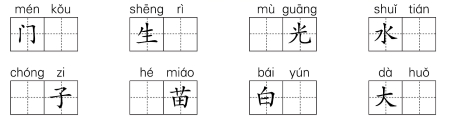 mén kǒu shēng rì mù guāng shuǐ tián
门 生 光 水
chóng zi hé miáo bái yún dà huǒ
子 苗 白 大